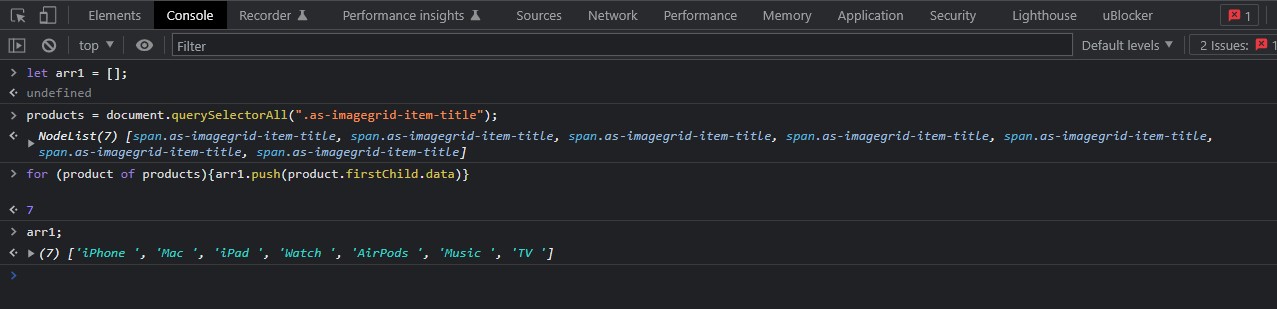 Elements Console Recorder Performance insights Sources Network Performance Memory Application Security Lighthouse uBlocker 1
top Filter Default levels 2 Issues: 1
let arr1 = [];
undefined
products = document.querySelectorAll(".as-imagegrid-item-title");
NodeList(7) [span.as-imagegrid-item-title, span.as-imagegrid-item-title, span.as-imagegrid-item-title, span.as-imagegrid-item-title, span.as-imagegrid-item-title,
span.as-imagegrid-item-title, span.as-imagegrid-item-title]
for (product of products){arr1.push(product.firstChild.data)}
7
arr1;
(7) ['iPhone ', 'Mac ', 'iPad ', 'Watch ', 'AirPods ', 'Music ', 'TV ']